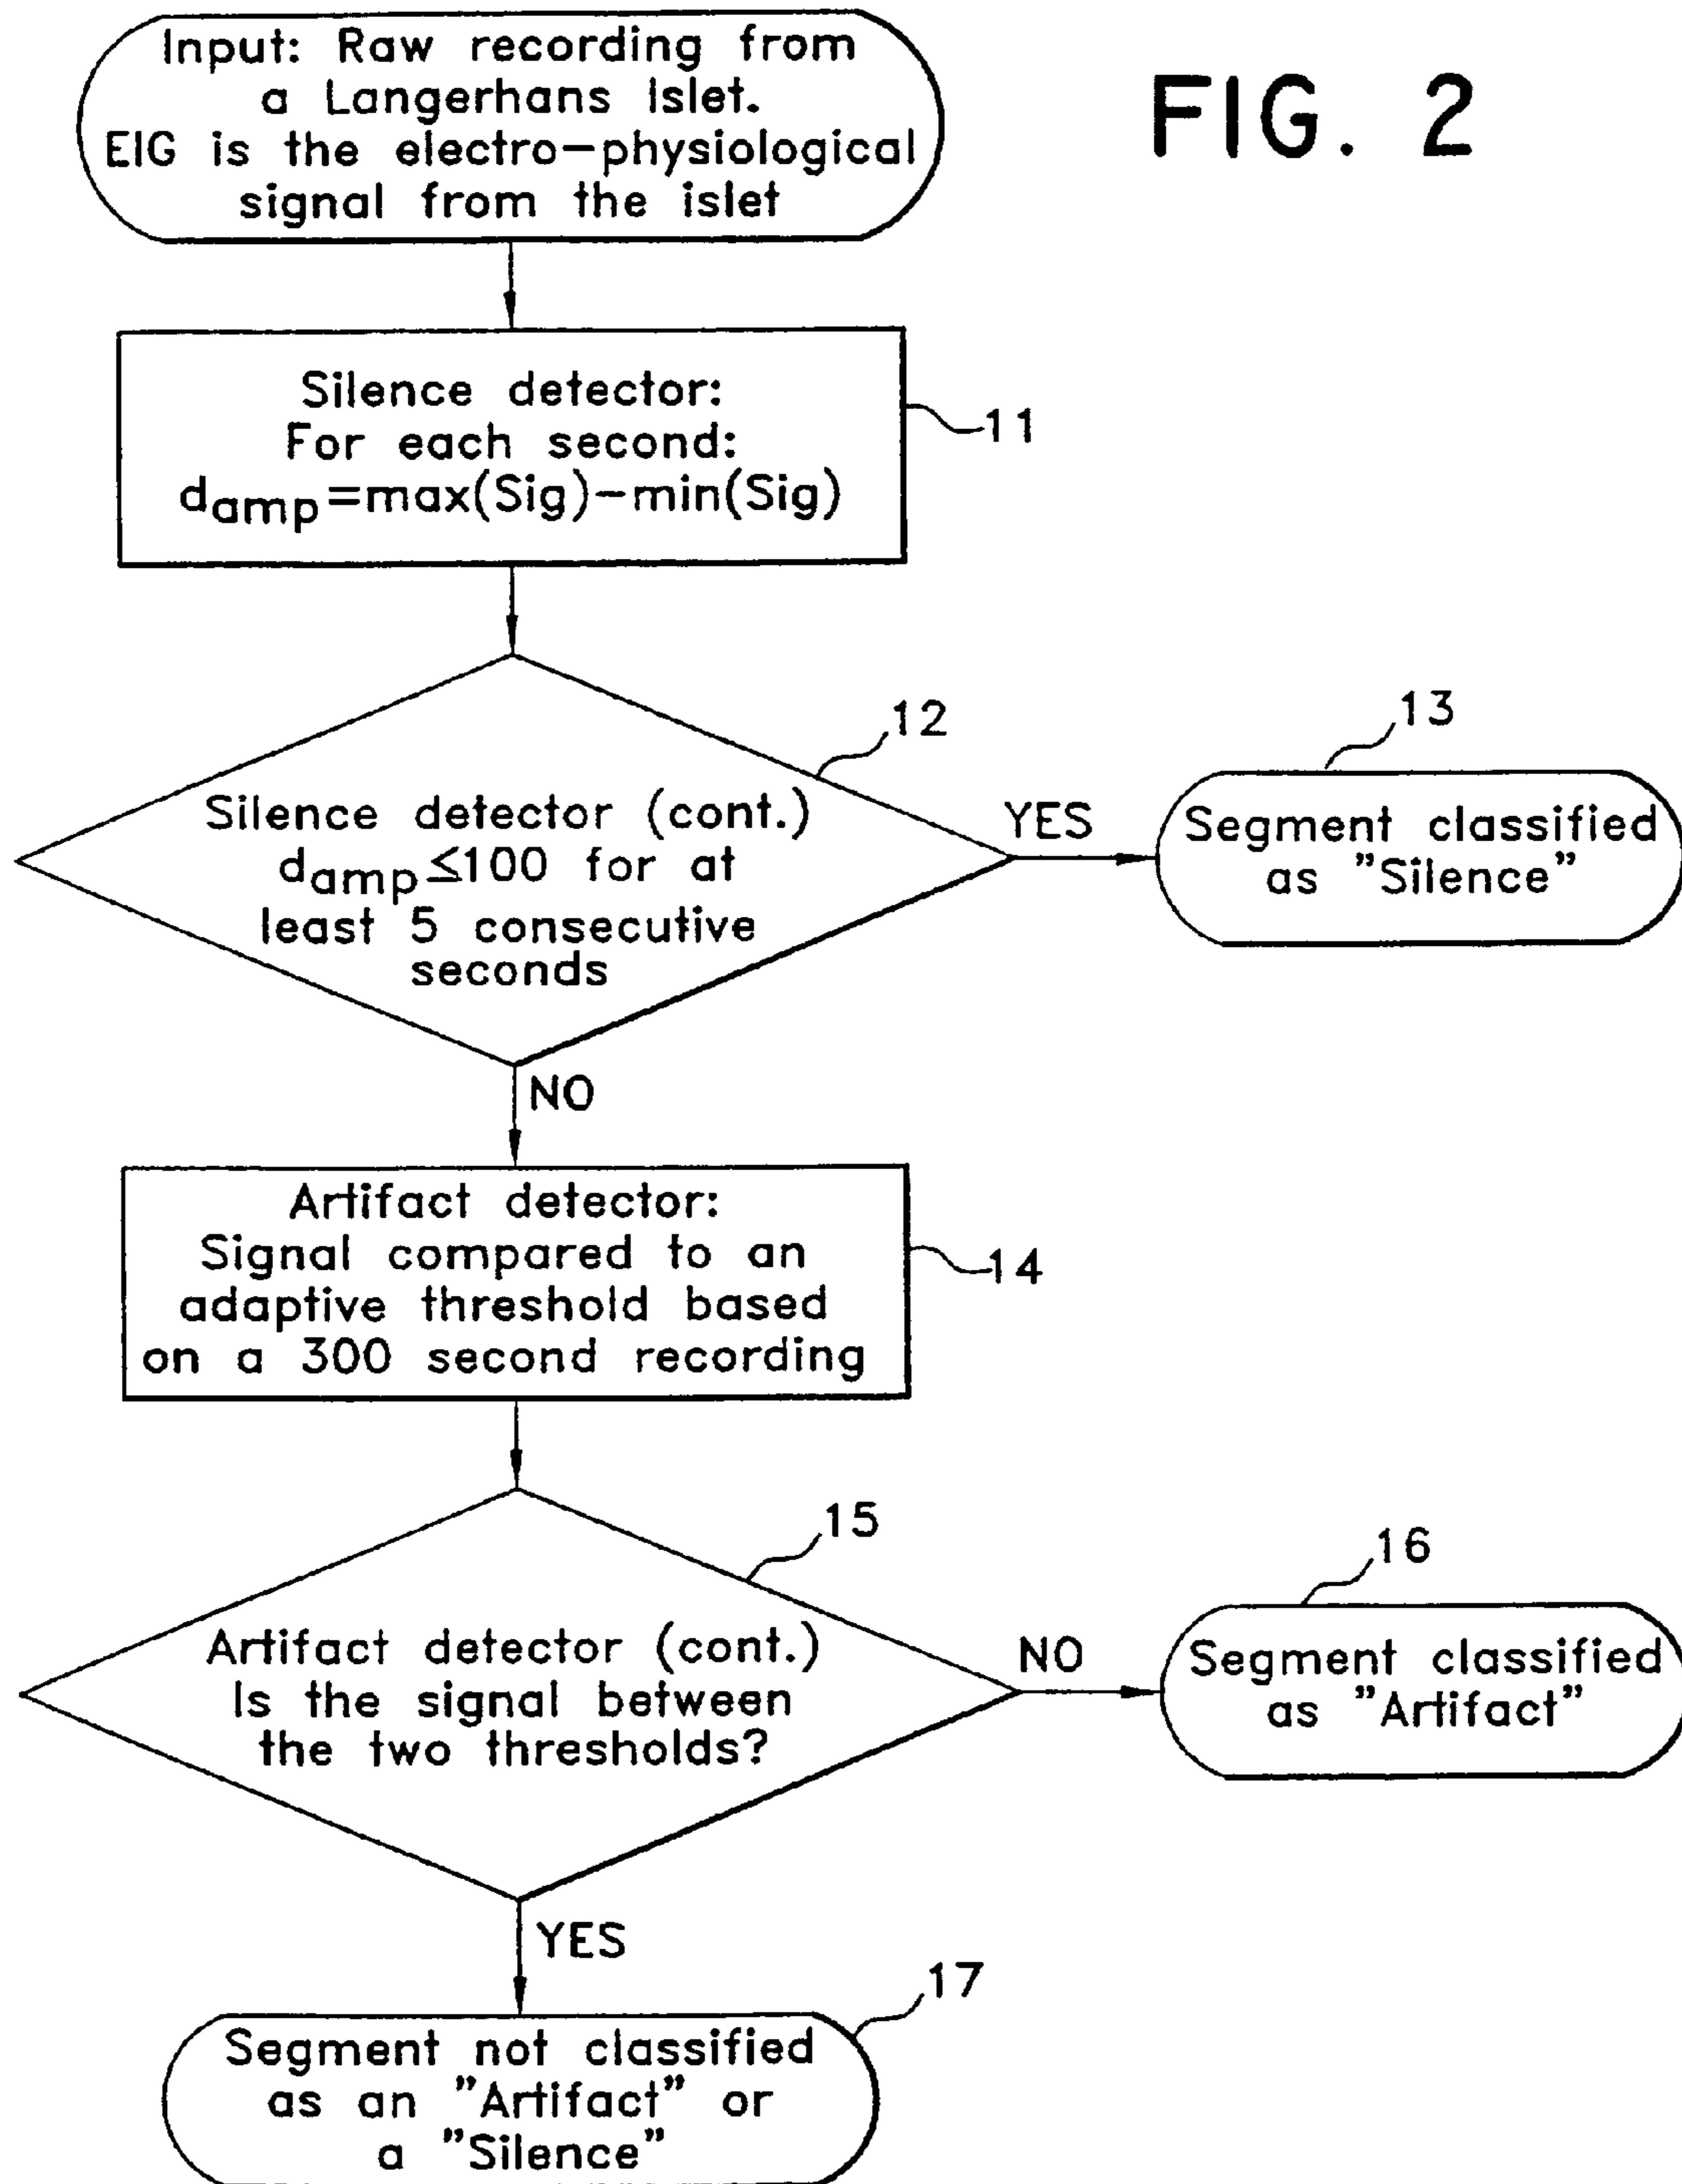 FIG. 2
Input: Raw recording from
a Langerhans islet.
EIG is the electro-physiological
signal from the islet
Silence detector:
For each second:
damp=max(Sig)-min(Sig)
11
12
Silence detector (cont.)
damp≤100 for at
least 5 consecutive
seconds
YES
13
Segment classified
as "Silence"
NO
Artifact detector:
Signal compared to an
adaptive threshold based
on a 300 second recording
14
15
Artifact detector (cont.)
Is the signal between
the two thresholds?
NO
16
Segment classified
as "Artifact"
YES
17
Segment not classified
as an "Artifact" or
a "Silence"